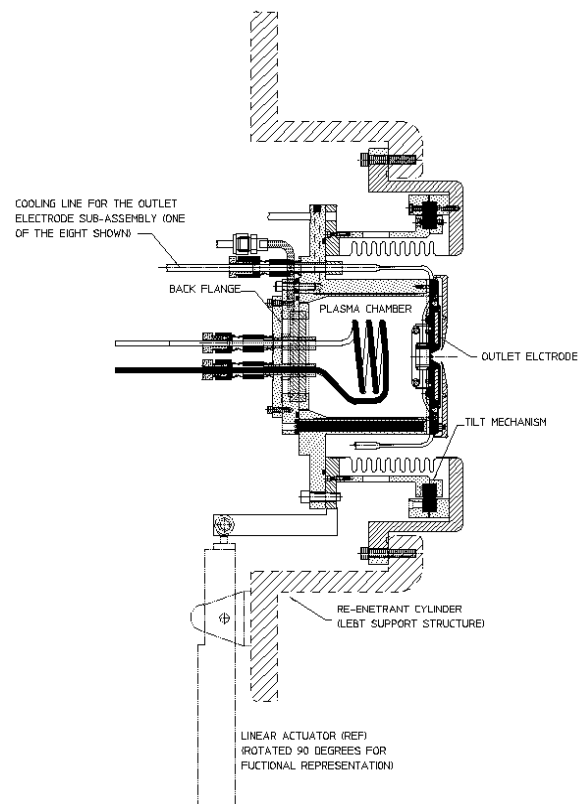 COOLING LINE FOR THE OUTLET
ELECTRODE SUB-ASSEMBLY (ONE
OF THE EIGHT SHOWN)
BACK FLANGE
PLASMA CHAMBER
OUTLET ELCTRODE
TILT MECHANISM
RE-ENETRANT CYLINDER
(LEBT SUPPORT STRUCTURE)
LINEAR ACTUATOR (REF)
(ROTATED 90 DEGREES FOR
FUCTIONAL REPRESENTATION)